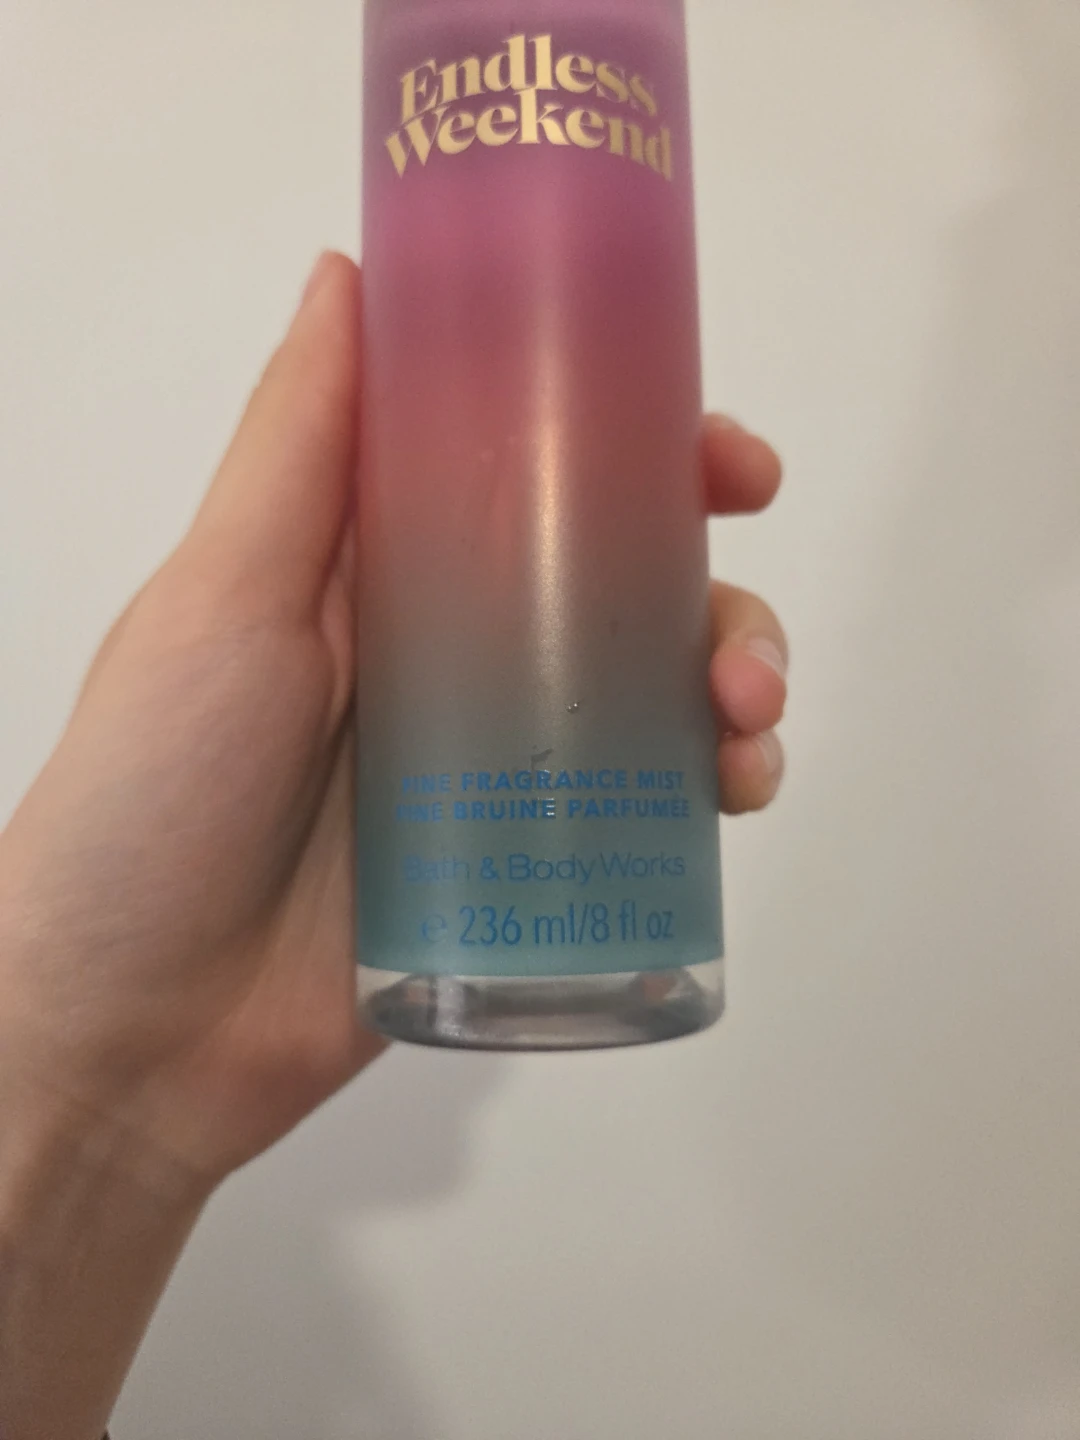 Endless
Weekend
FINE FRAGRANCE MIST
FINE BRUINE PARFUMÉE
Bath & Body Works
e 236 ml/8 fl oz